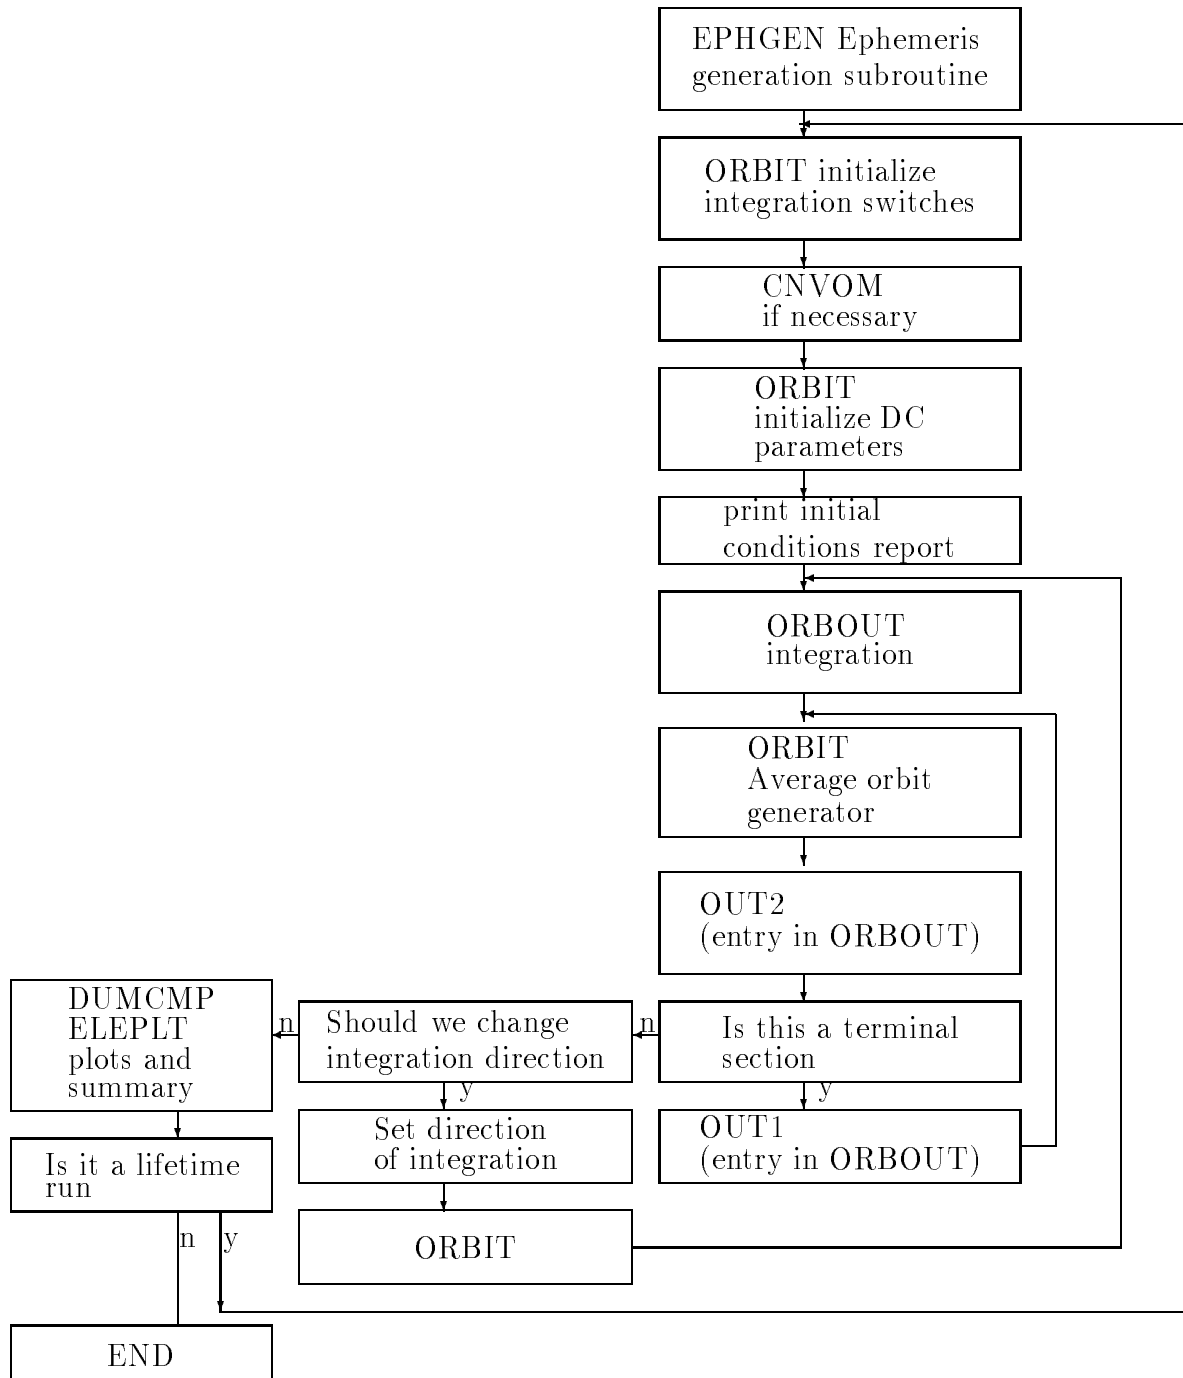 EPHGEN Ephemeris
generation subroutine
ORBIT initialize
integration switches
CNVOM
if necessary
ORBIT
initialize DC
parameters
print initial
conditions report
ORBOUT
integration
ORBIT
Average orbit
generator
OUT2
(entry in ORBOUT)
Is this a terminal
section
n
y
OUT1
(entry in ORBOUT)
Should we change
integration direction
n
y
Set direction
of integration
ORBIT
DUMCMP
ELEPLT
plots and
summary
Is it a lifetime
run
n
y
END